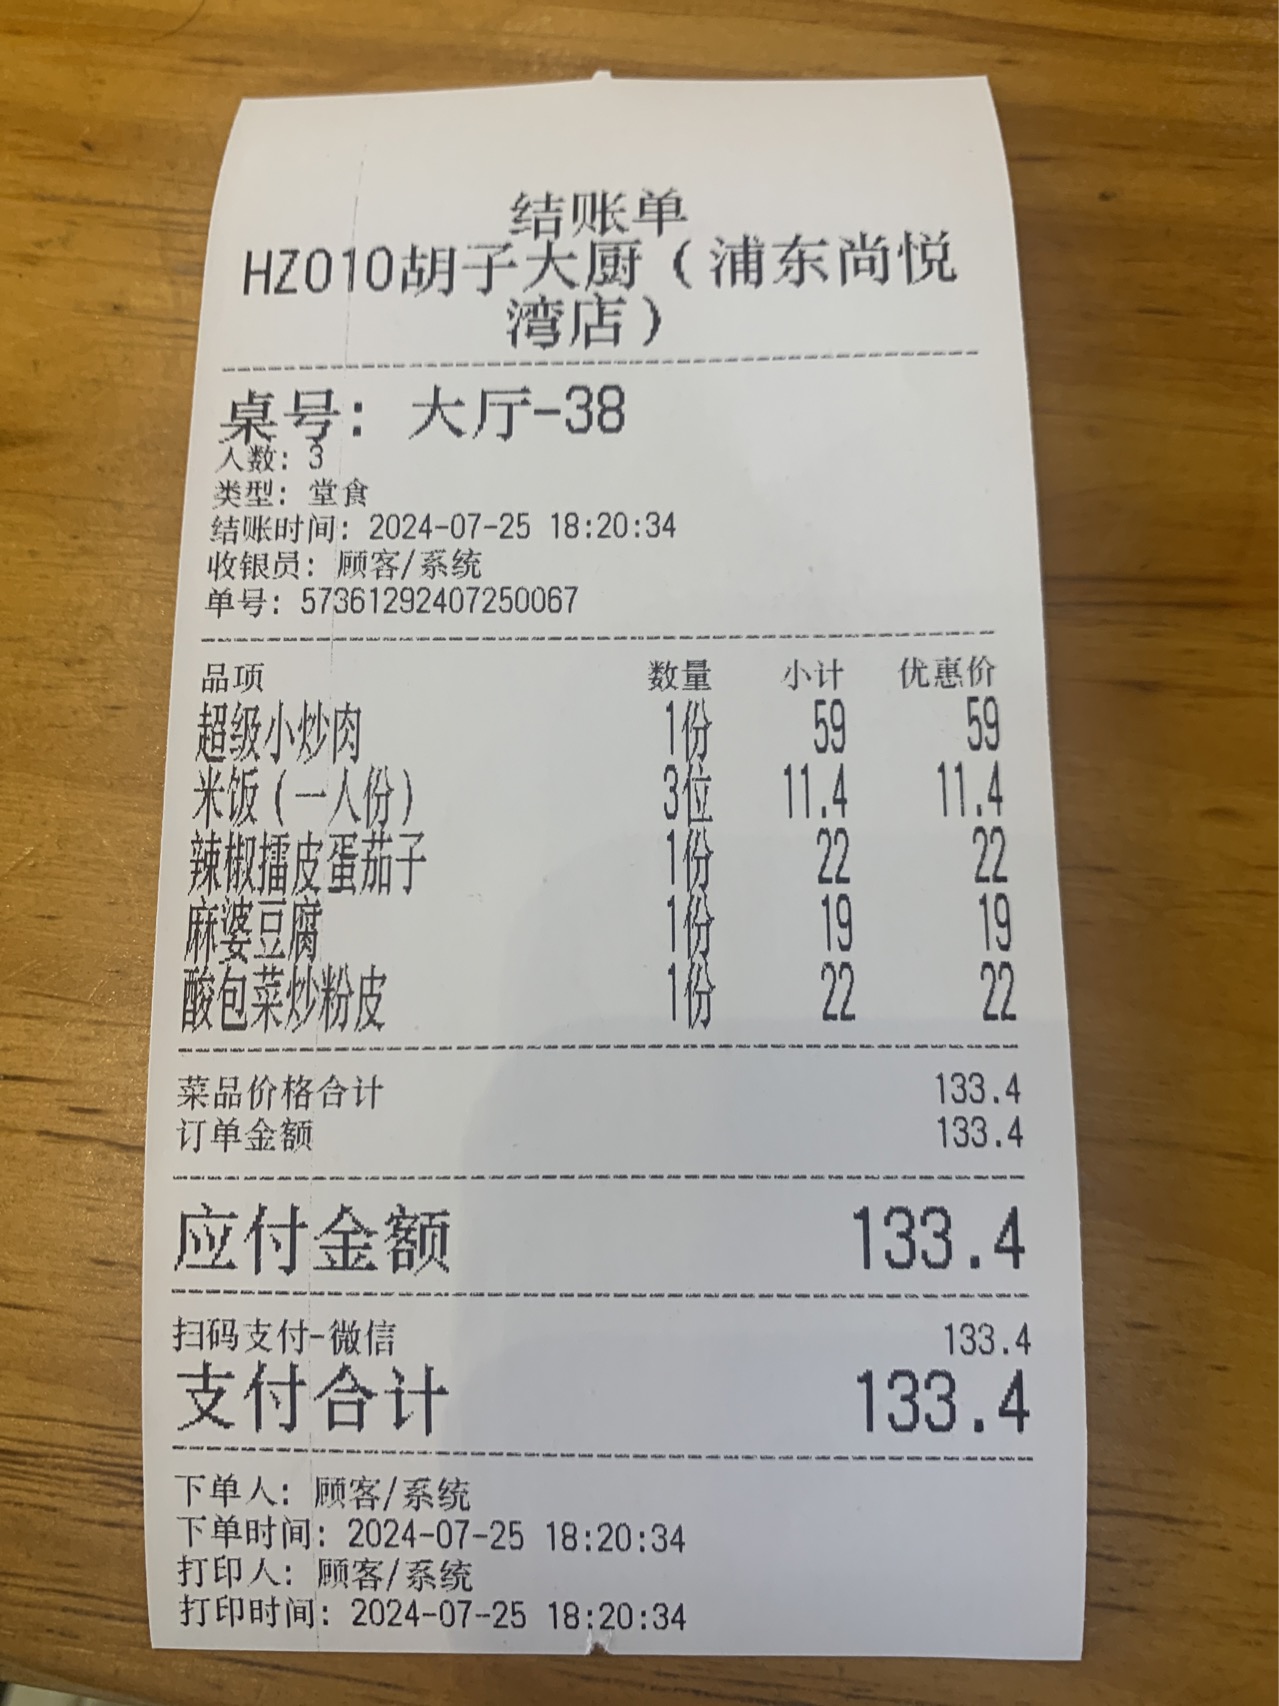 结账单
HZ010胡子大厨（浦东尚悦
湾店）
桌号：大厅-38
人数：3
类型：堂食
结账时间：2024-07-25 18:20:34
收银员：顾客/系统
单号：57361292407250067
品项 数量 小计 优惠价
超级小炒肉 1份 59 59
米饭（一人份） 3位 11.4 11.4
辣椒擂皮蛋茄子 1份 22 22
麻婆豆腐 1份 19 19
酸包菜炒粉皮 1份 22 22
菜品价格合计 133.4
订单金额 133.4
应付金额 133.4
扫码支付-微信 133.4
支付合计 133.4
下单人：顾客/系统
下单时间：2024-07-25 18:20:34
打印人：顾客/系统
打印时间：2024-07-25 18:20:34